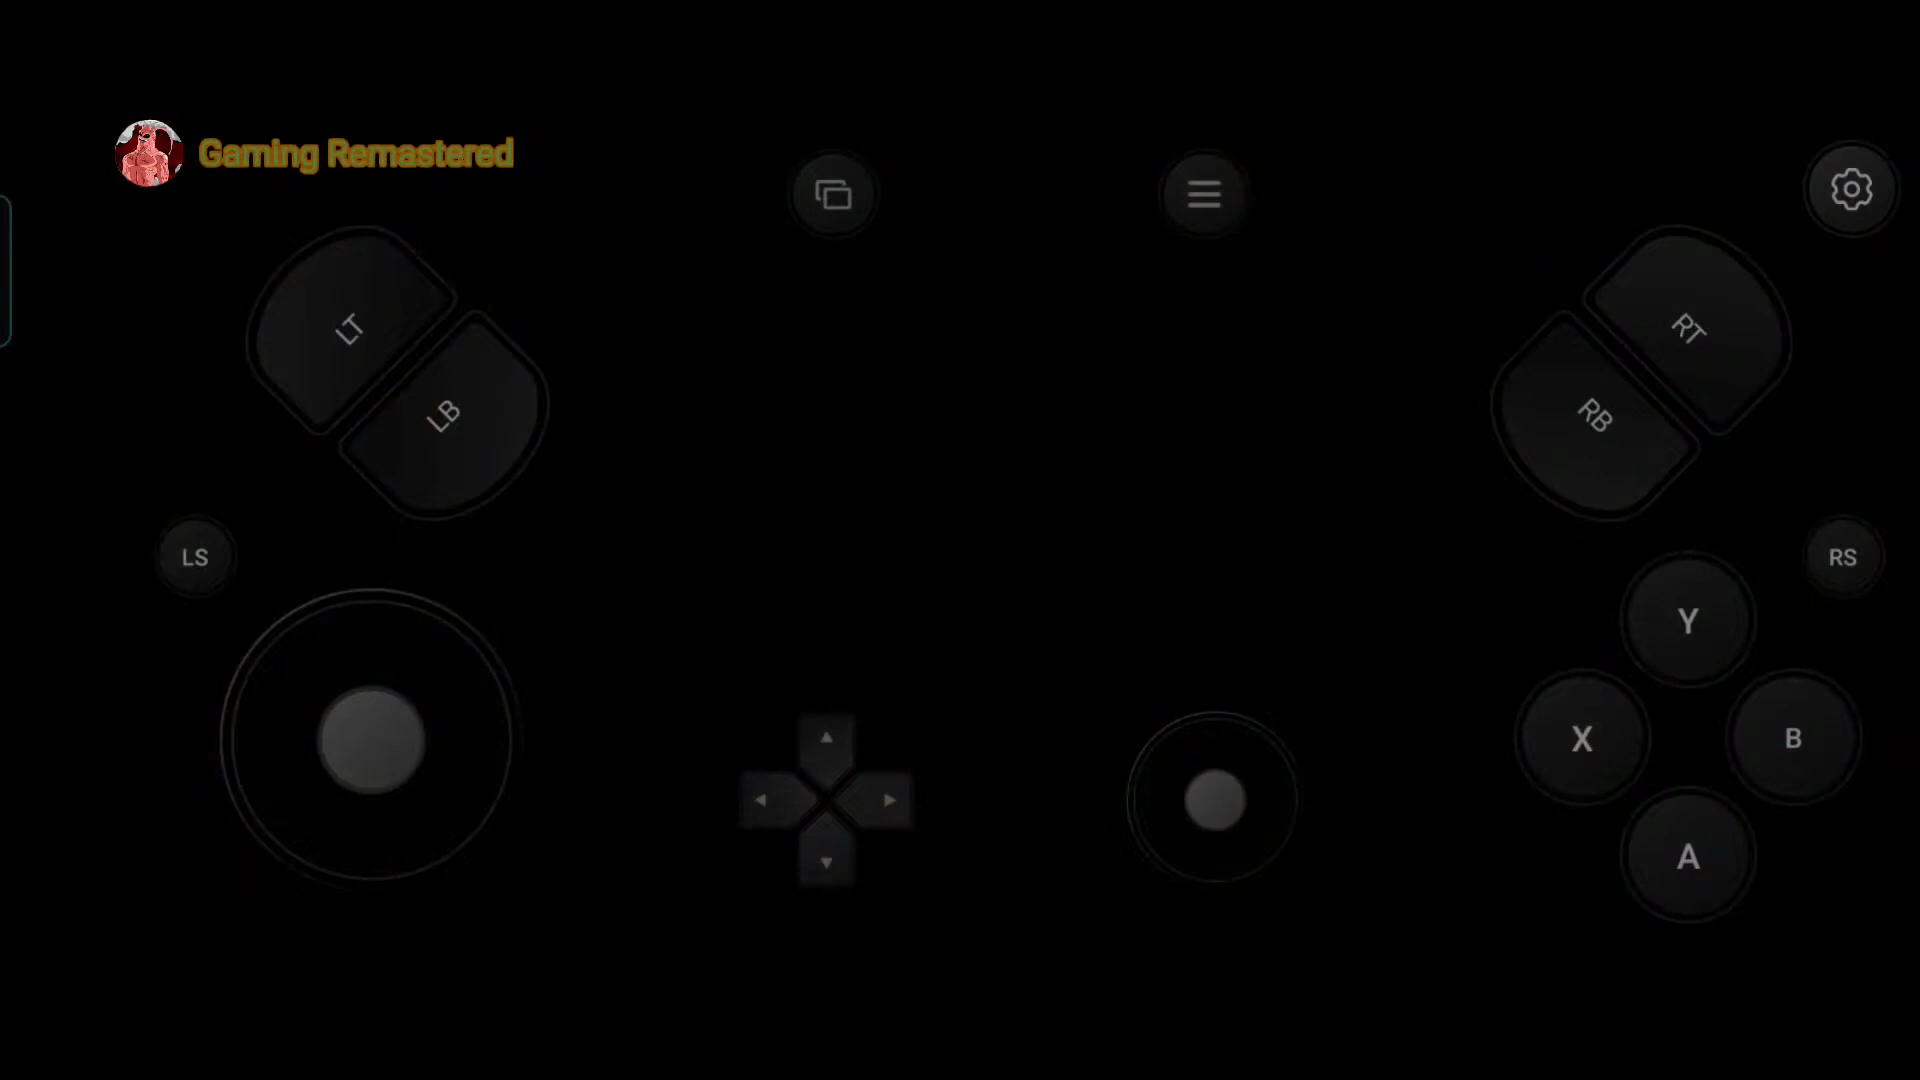 Gaming Remastered
LT
RT
LB
RB
LS
RS
Y
X
B
A